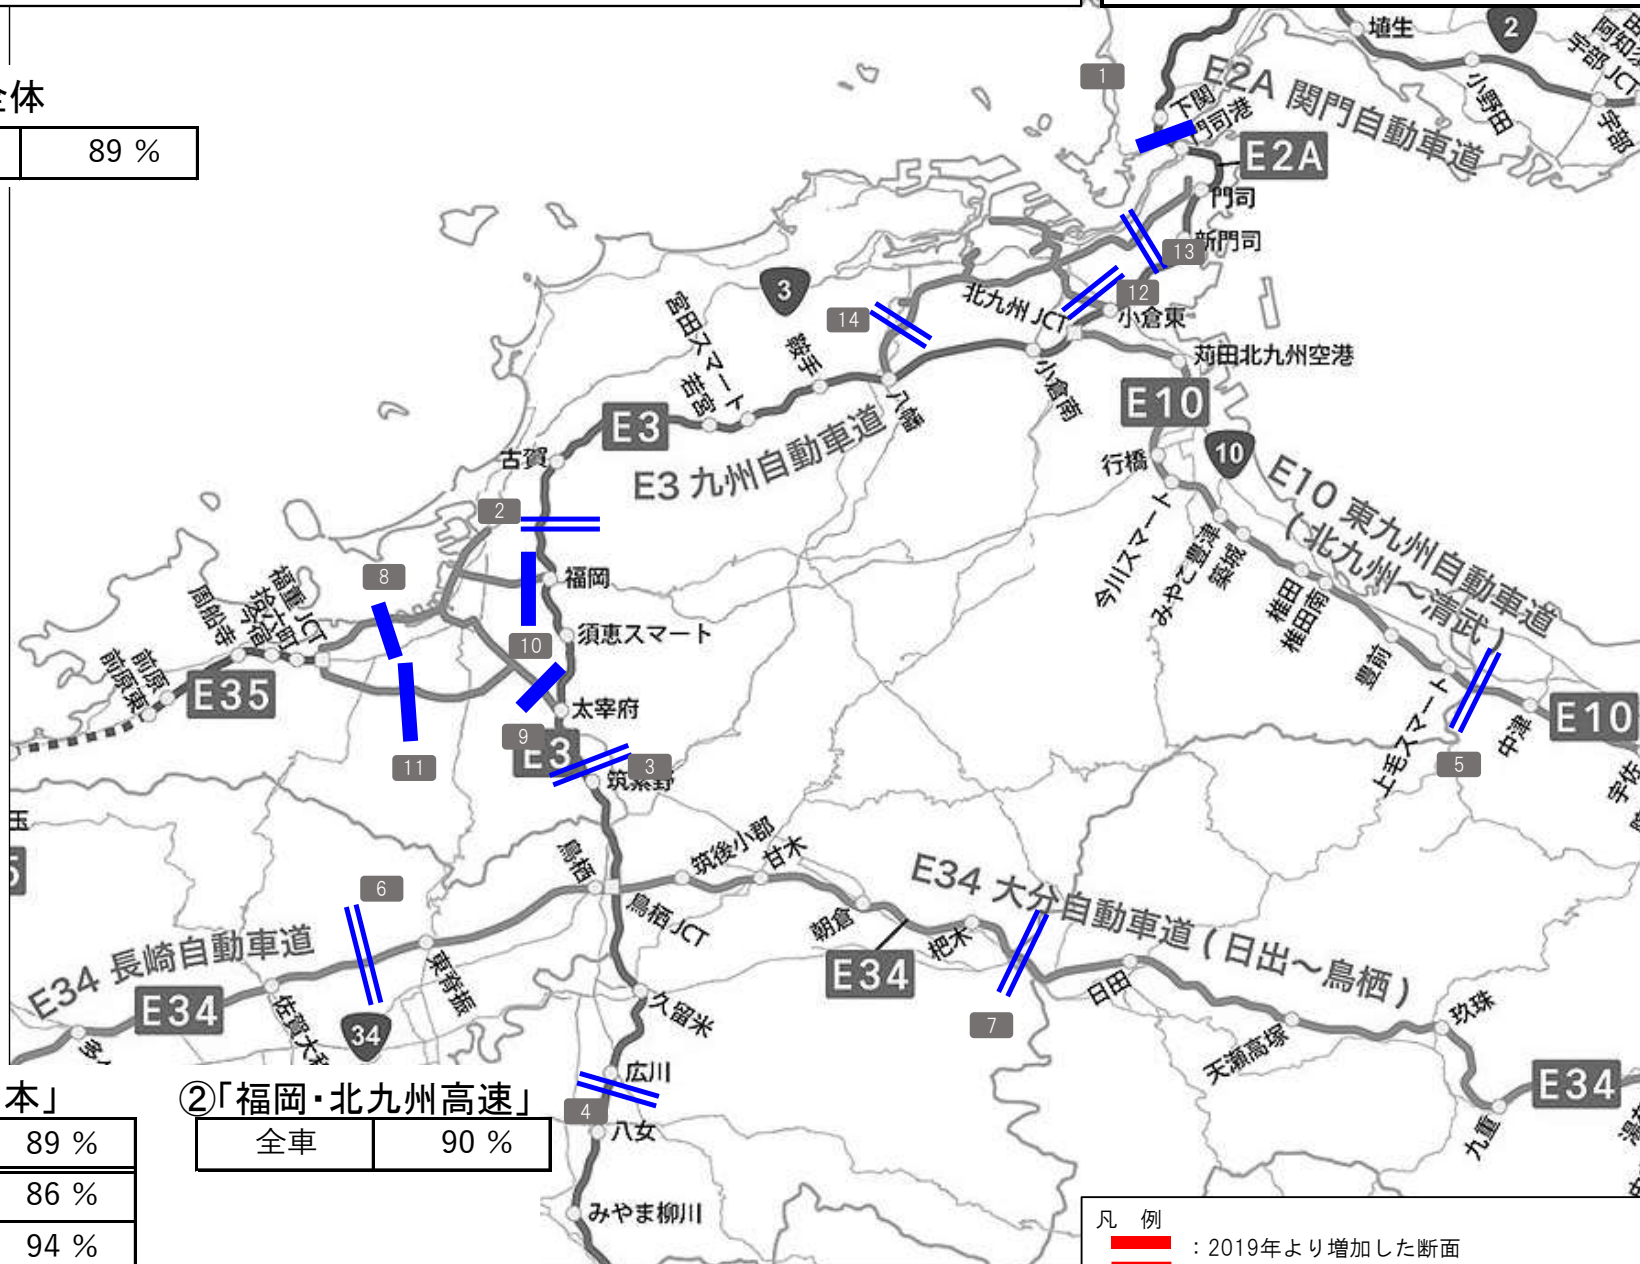 全体
89 %
1
2
埴生
小野田
宇部 JCT
宇部
下関
門司港
E2A 関門自動車道
E2A
門司
新門司
13
12
北九州 JCT
小倉東
3
14
宮田スマート
若宮
鞍手
八幡
小倉南
苅田北九州空港
E10
E3
E3 九州自動車道
古賀
行橋
10
E10 東九州自動車道
( 北九州～清武 )
今川スマート
みやこ豊津
築城
椎田
椎田南
豊前
上毛スマート
中津
E10
宇佐
5
2
福岡
8
福重 JCT
拾六町
今宿
周船寺
前原
前原東
E35
10
須恵スマート
太宰府
9
E3
3
筑紫野
11
玉
鳥栖
筑後小郡
甘木
鳥栖 JCT
朝倉
杷木
E34 大分自動車道 ( 日出～鳥栖 )
E34
6
E34 長崎自動車道
E34
東脊振
佐賀大和
34
久留米
7
日田
天瀬高塚
玖珠
E34
九重
広川
4
八女
みやま柳川
本」
89 %
86 %
94 %
②「福岡・北九州高速」
全車 90 %
凡 例
：2019年より増加した断面